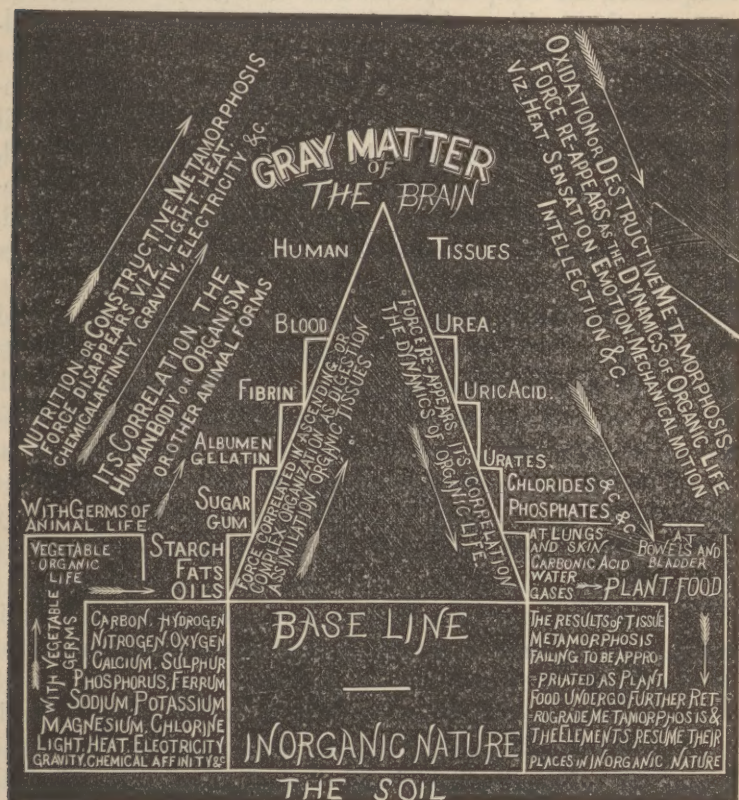 GRAY MATTER
OF
THE BRAIN
NUTRITION OR CONSTRUCTIVE METAMORPHOSIS
FORCE DISAPPEARS VIZ. LIGHT, HEAT,
CHEMICAL AFFINITY, GRAVITY, ELECTRICITY, &C
ITS CORRELATION, THE
HUMAN BODY OR ORGANISM
OR OTHER ANIMAL FORMS
OXIDATION OR DESTRUCTIVE METAMORPHOSIS
FORCE RE-APPEARS AS THE DYNAMICS OF ORGANIC LIFE
VIZ. HEAT SENSATION EMOTION MECHANICAL MOTION
INTELLECTION &C.
HUMAN TISSUES
BLOOD
FIBRIN
ALBUMEN
GELATIN
SUGAR
GUM
STARCH
FATS
OILS
FORCE CORRELATED IN ASCENDING OR
COMPLEX ORGANIZATION AS DIGESTION
ASSIMILATION ORGANIC TISSUES
FORCE RE-APPEARS, ITS CORRELATION
THE DYNAMICS OF ORGANIC LIFE
UREA.
URIC ACID.
URATES.
CHLORIDES &C
PHOSPHATES &C
AT LUNGS
AND SKIN
CARBONIC ACID
WATER
GASES
AT
BOWELS AND
BLADDER
PLANT FOOD
WITH GERMS OF
ANIMAL LIFE
VEGETABLE
ORGANIC
LIFE
WITH VEGETABLE
GERMS
CARBON, HYDROGEN
NITROGEN, OXYGEN
CALCIUM, SULPHUR
PHOSPHORUS, FERRUM
SODIUM, POTASSIUM
MAGNESIUM, CHLORINE
LIGHT, HEAT, ELECTRICITY
GRAVITY, CHEMICAL AFFINITY &C
BASE LINE
INORGANIC NATURE
THE RESULTS OF TISSUE
METAMORPHOSIS
FAILING TO BE APPRO-
-PRIATED AS PLANT
FOOD UNDERGO FURTHER RET-
-ROGRADE METAMORPHOSIS &
THE ELEMENTS RESUME THEIR
PLACES IN INORGANIC NATURE
THE SOIL